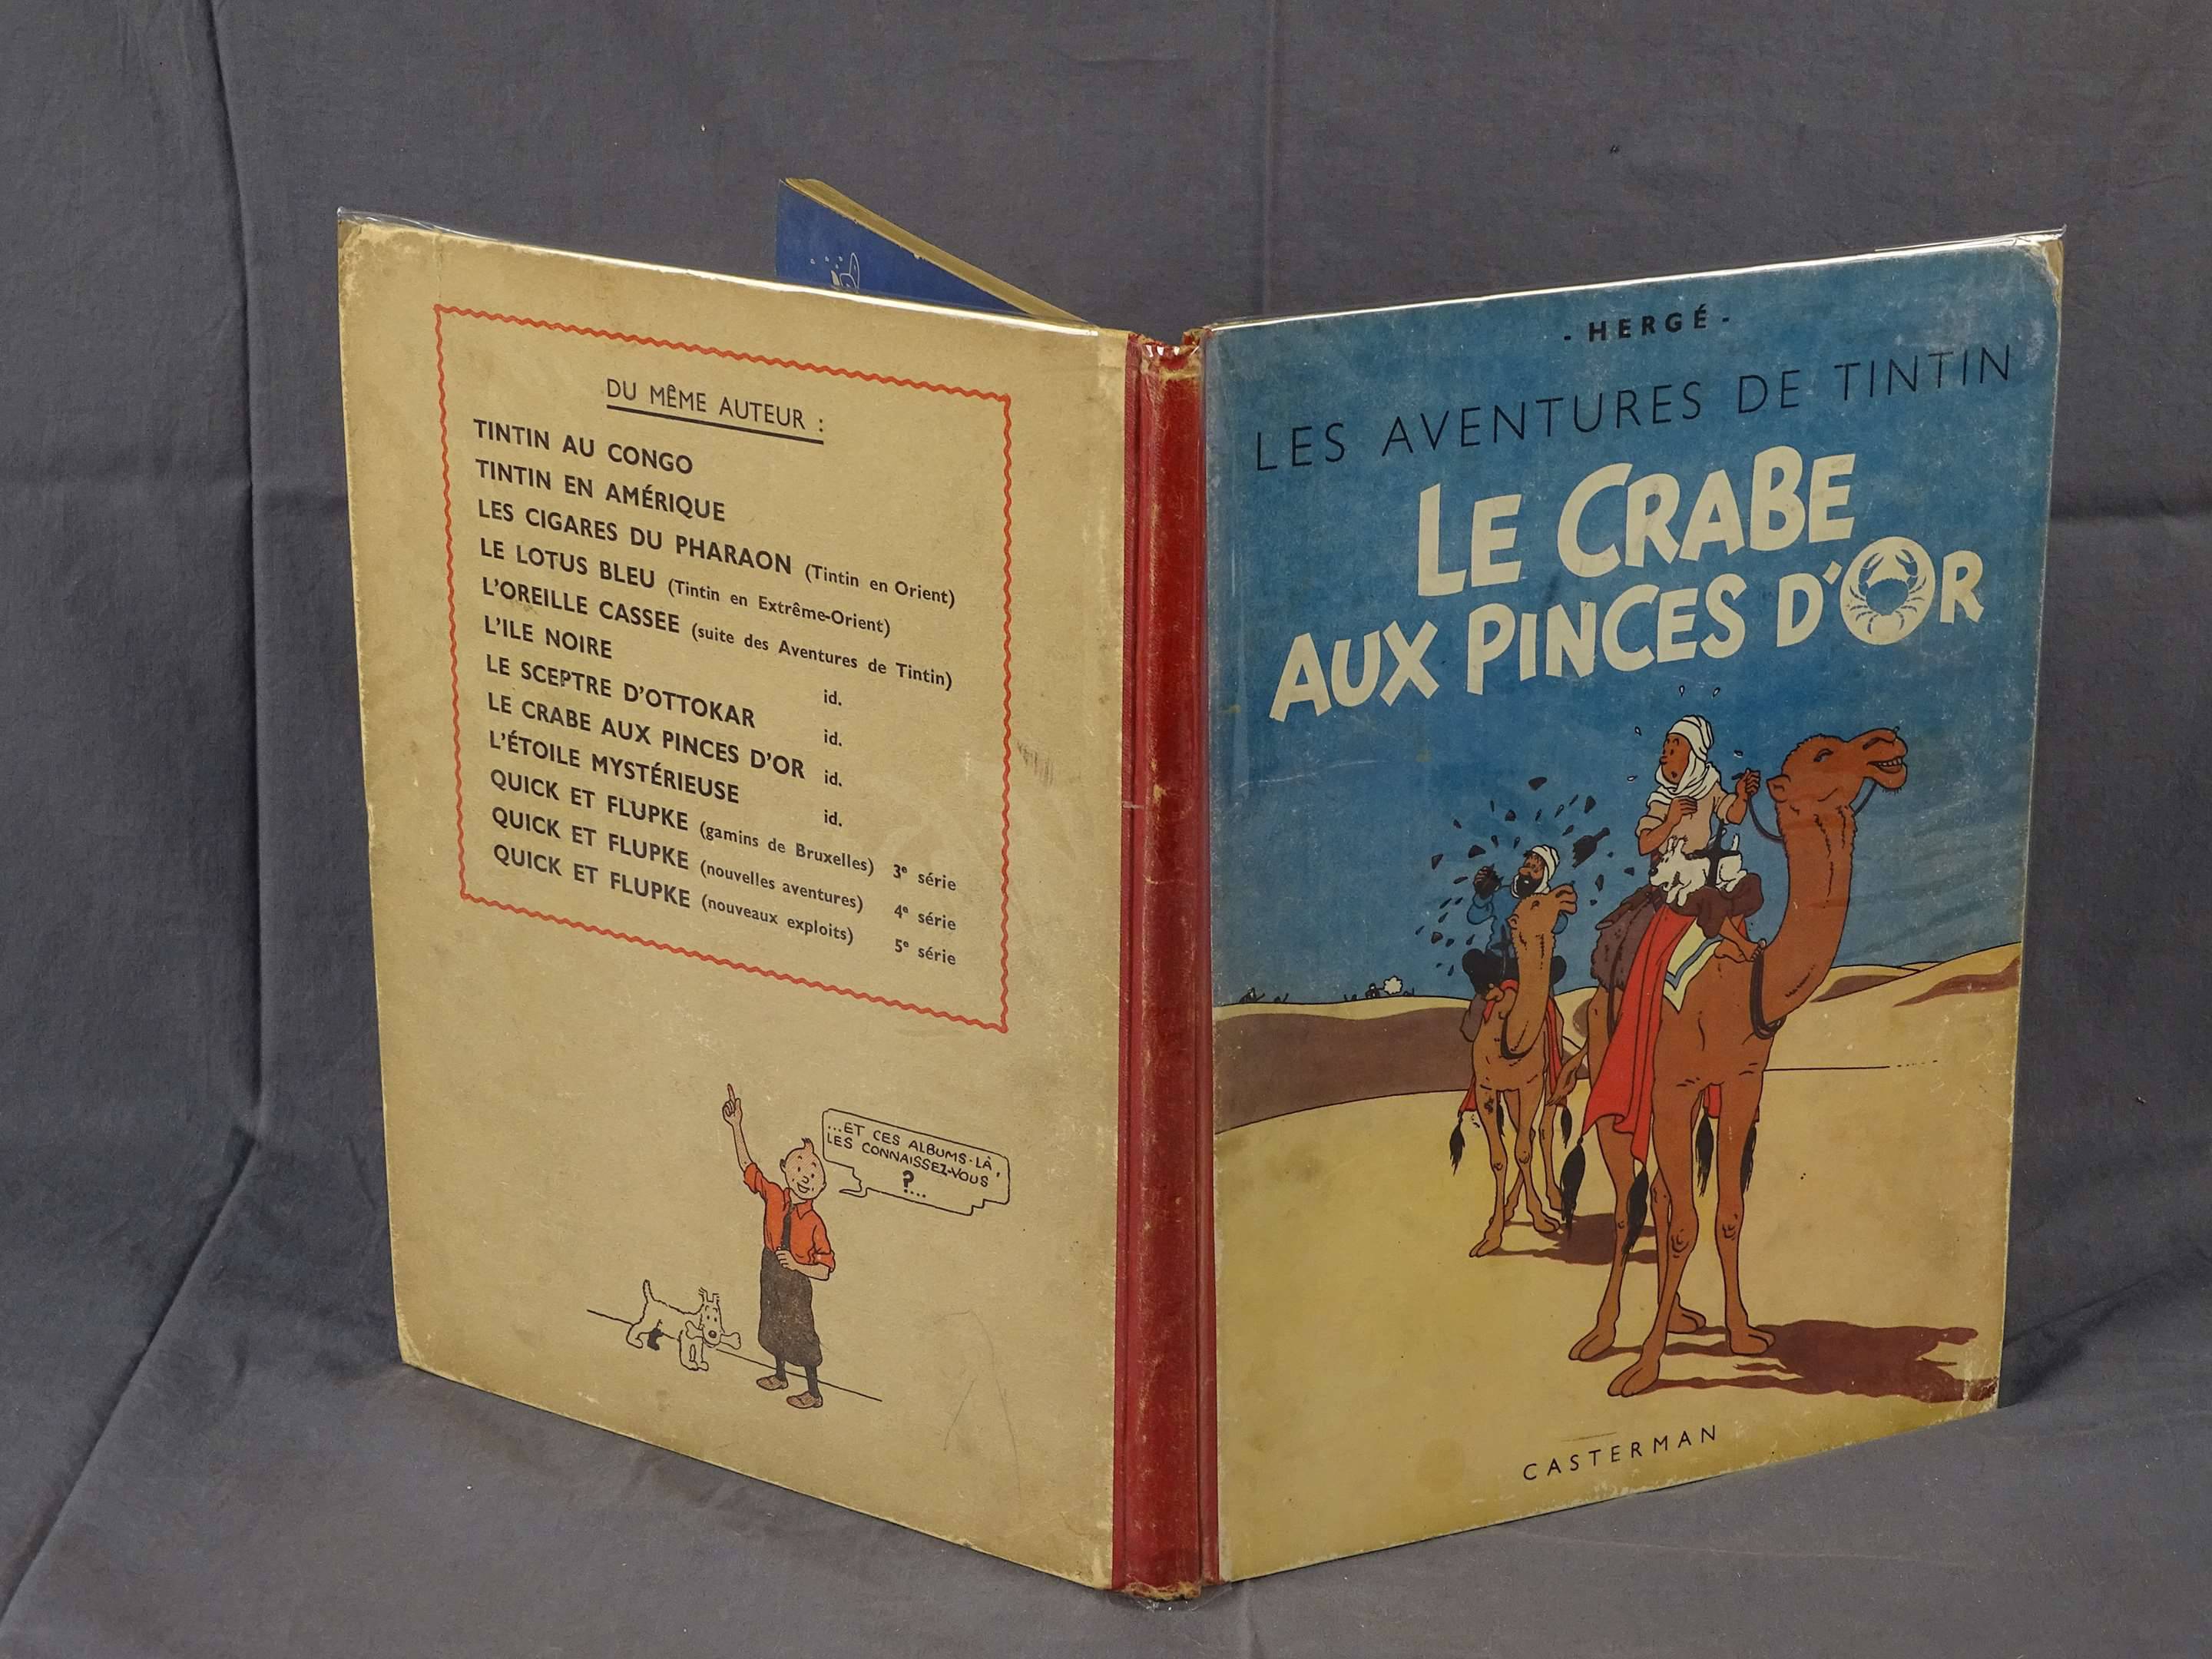 DU MÊME AUTEUR :
TINTIN AU CONGO
TINTIN EN AMÉRIQUE
LES CIGARES DU PHARAON (Tintin en Orient)
LE LOTUS BLEU (Tintin en Extrême-Orient)
L'OREILLE CASSÉE (suite des Aventures de Tintin)
L'ILE NOIRE id.
LE SCEPTRE D'OTTOKAR id.
LE CRABE AUX PINCES D'OR id.
L'ÉTOILE MYSTÉRIEUSE id.
QUICK ET FLUPKE (gamins de Bruxelles) 3e série
QUICK ET FLUPKE (nouvelles aventures) 4e série
QUICK ET FLUPKE (nouveaux exploits) 5e série
...ET CES ALBUMS-LÀ,
LES CONNAISSEZ-VOUS
?...
- HERGÉ -
LES AVENTURES DE TINTIN
LE CRABE
AUX PINCES D'OR
CASTERMAN